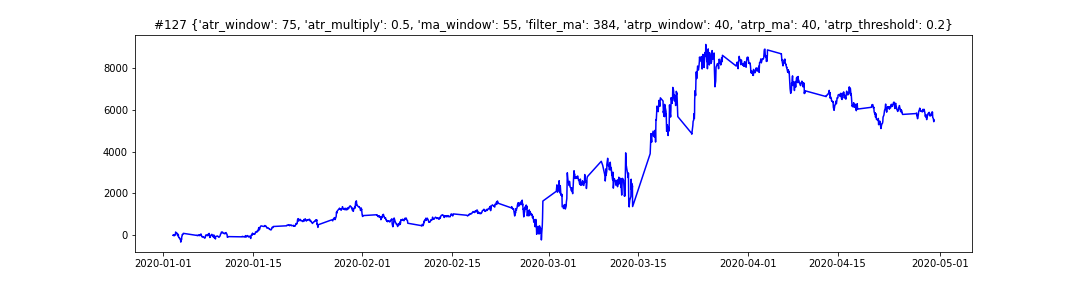 #127 {'atr_window': 75, 'atr_multiply': 0.5, 'ma_window': 55, 'filter_ma': 384, 'atrp_window': 40, 'atrp_ma': 40, 'atrp_threshold': 0.2}
8000
6000
4000
2000
0
2020-01-01 2020-01-15 2020-02-01 2020-02-15 2020-03-01 2020-03-15 2020-04-01 2020-04-15 2020-05-01